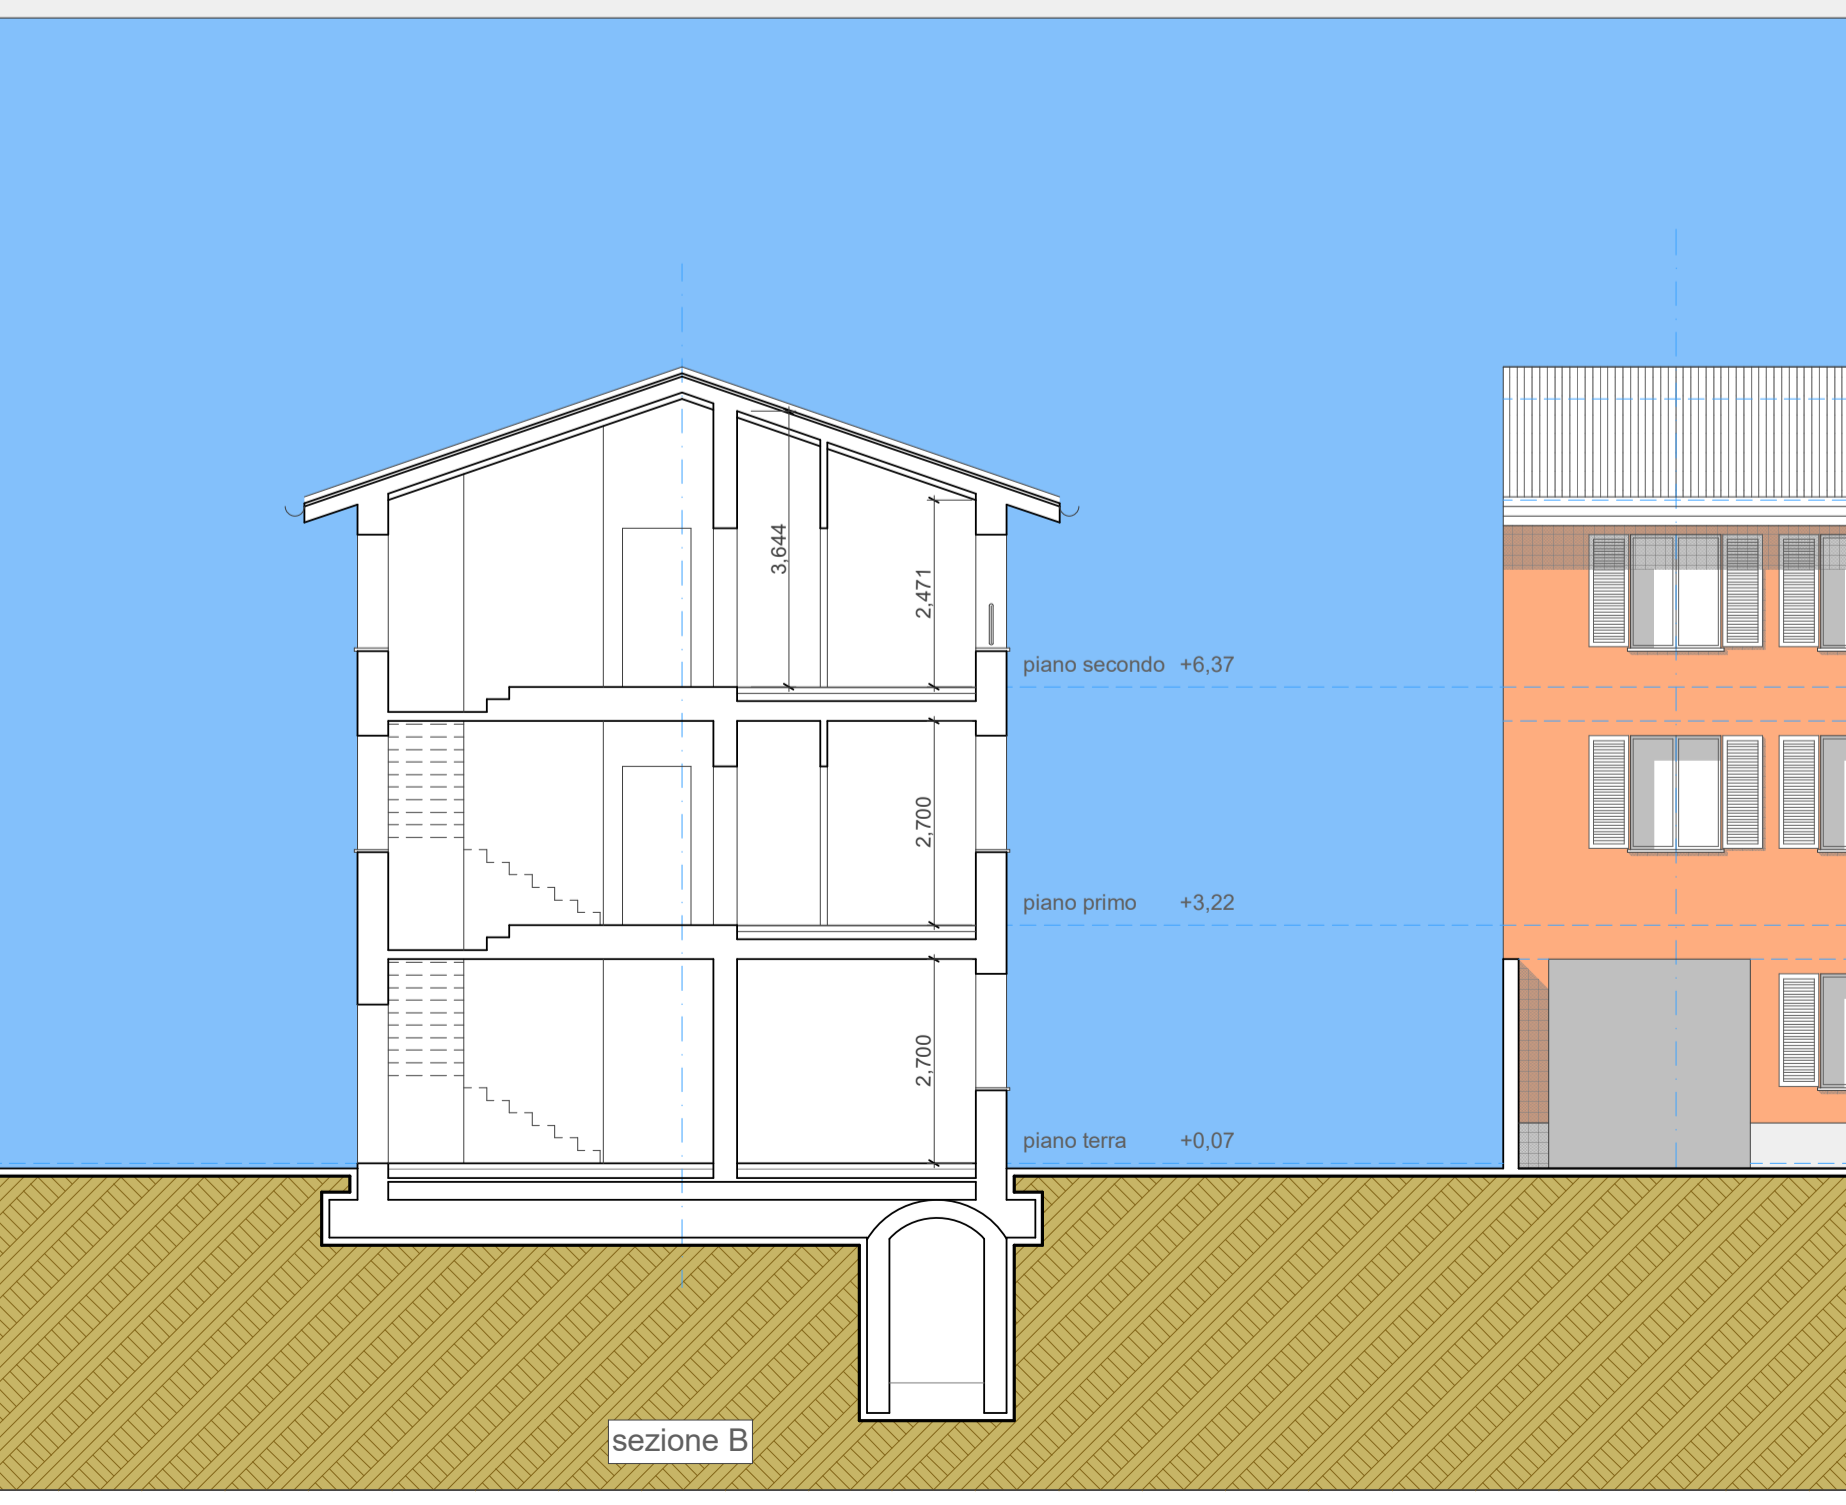 3,644
2,471
piano secondo +6,37
2,700
piano primo +3,22
2,700
piano terra +0,07
sezione B